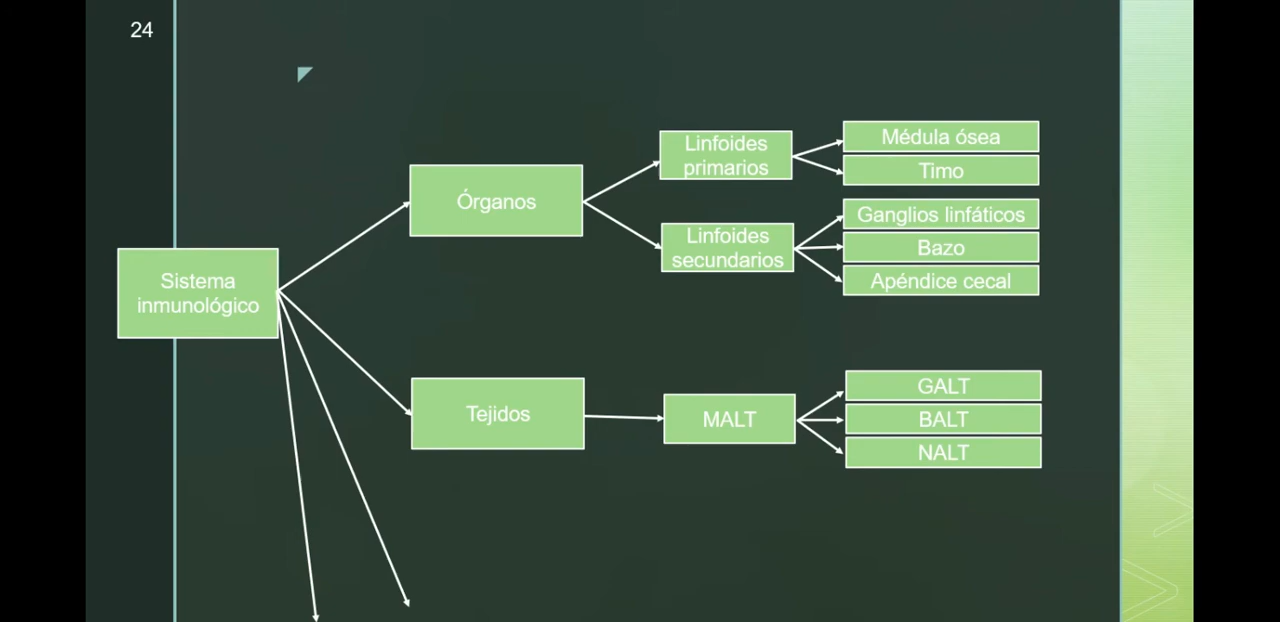 24
Sistema
inmunológico
Órganos
Linfoides
primarios
Médula ósea
Timo
Linfoides
secundarios
Ganglios linfáticos
Bazo
Apéndice cecal
Tejidos
MALT
GALT
BALT
NALT